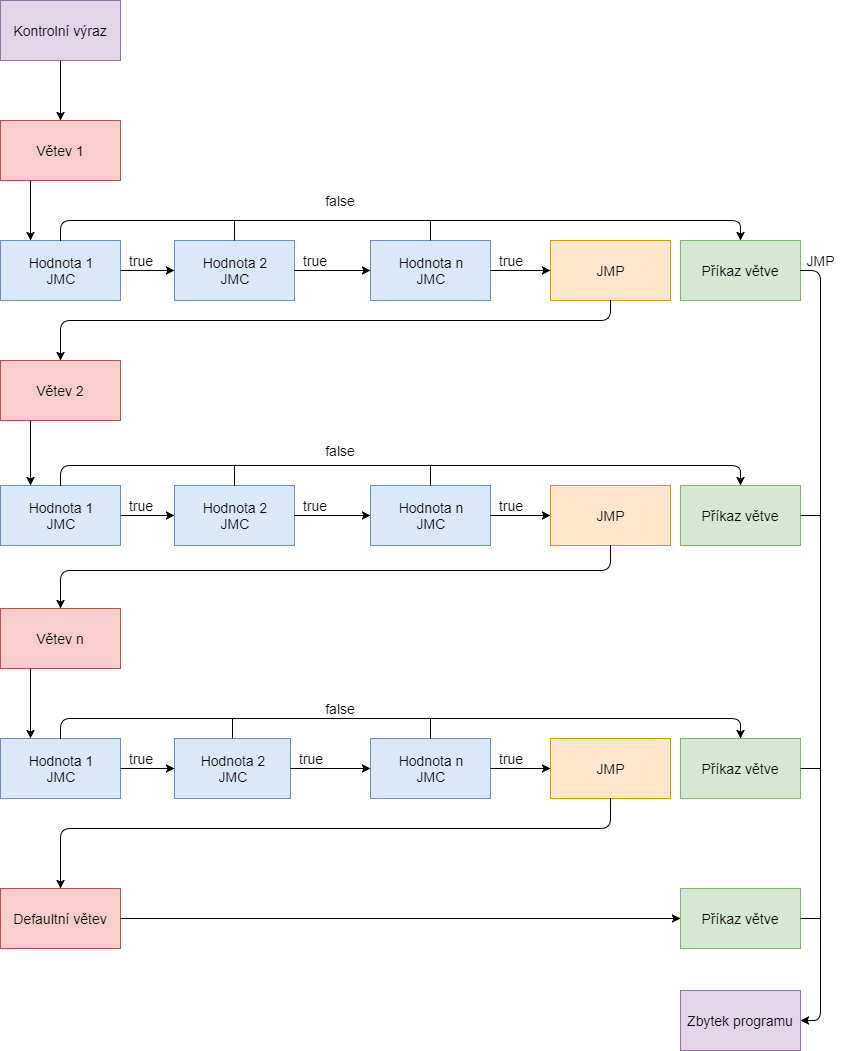 Kontrolní výraz
Větev 1
false
Hodnota 1
JMC
true
Hodnota 2
JMC
true
Hodnota n
JMC
true
JMP
Příkaz větve
JMP
Větev 2
false
Hodnota 1
JMC
true
Hodnota 2
JMC
true
Hodnota n
JMC
true
JMP
Příkaz větve
Větev n
false
Hodnota 1
JMC
true
Hodnota 2
JMC
true
Hodnota n
JMC
true
JMP
Příkaz větve
Defaultní větev
Příkaz větve
Zbytek programu